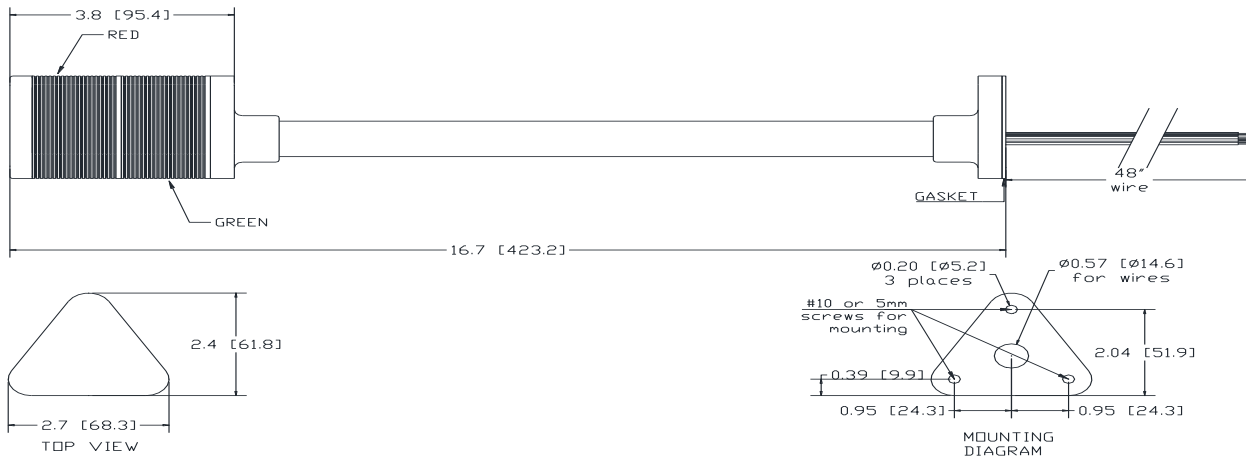 3.8 [95.4]
RED
GREEN
GASKET
48"
wire
16.7 [423.2]
2.4 [61.8]
2.7 [68.3]
TOP VIEW
Ø0.20 [Ø5.2]
3 places
Ø0.57 [Ø14.6]
for wires
#10 or 5mm
screws for
mounting
2.04 [51.9]
0.39 [9.9]
0.95 [24.3]
0.95 [24.3]
MOUNTING
DIAGRAM